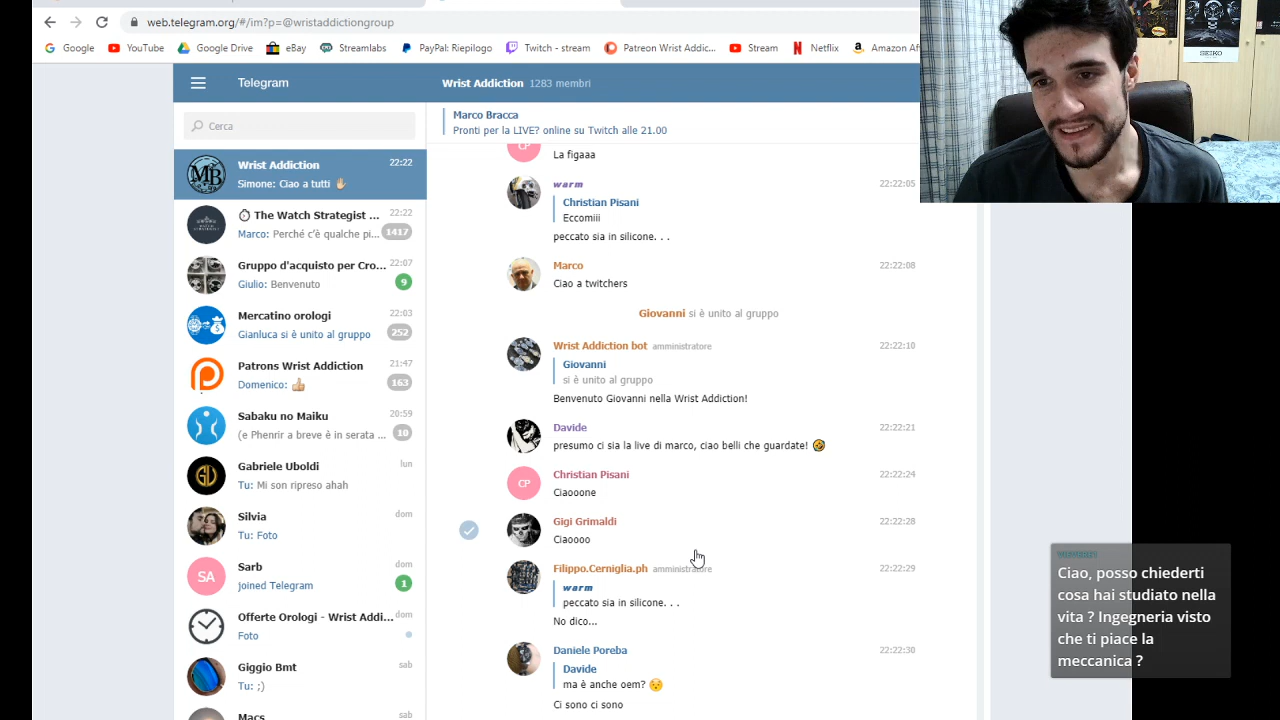 web.telegram.org/#/im?p=@wristaddictiongroup
Google YouTube Google Drive eBay Streamlabs PayPal: Riepilogo Twitch - stream Patreon Wrist Addic... Stream Netflix Amazon Af
SEIKO
Telegram
Wrist Addiction 1283 membri
Cerca
Wrist Addiction 22:22
Simone: Ciao a tutti ✋🏼
⏱ The Watch Strategist ... 22:22
Marco: Perché c'è qualche pi... 1417
Gruppo d'acquisto per Cro... 22:07
Giulio: Benvenuto 9
Mercatino orologi 22:03
Gianluca si è unito al gruppo 252
Patrons Wrist Addiction 21:47
Domenico: 👍🏼 163
Sabaku no Maiku 20:59
(e Phenrir a breve è in serata ... 10
Gabriele Uboldi lun
Tu: Mi son ripreso ahah
Silvia dom
Tu: Foto
SA
Sarb dom
joined Telegram 1
Offerte Orologi - Wrist Addi... dom
Foto
Giggio Bmt sab
Tu: ;)
Macs sab
Marco Bracca
Pronti per la LIVE? online su Twitch alle 21.00
CP
La figaaa
warm 22:22:05
Christian Pisani
Eccomiii
peccato sia in silicone. . .
Marco 22:22:08
Ciao a twitchers
Giovanni si è unito al gruppo
Wrist Addiction bot amministratore 22:22:10
Giovanni
si è unito al gruppo
Benvenuto Giovanni nella Wrist Addiction!
Davide 22:22:21
presumo ci sia la live di marco, ciao belli che guardate! 🤣
CP
Christian Pisani 22:22:24
Ciaooone
Gigi Grimaldi 22:22:28
Ciaoooo
Filippo.Cerniglia.ph amministratore 22:22:29
warm
peccato sia in silicone. . .
No dico...
Daniele Poreba 22:22:30
Davide
ma è anche oem? 😏
Ci sono ci sono
Ciao, posso chiederti
cosa hai studiato nella
vita ? Ingegneria visto
che ti piace la
meccanica ?